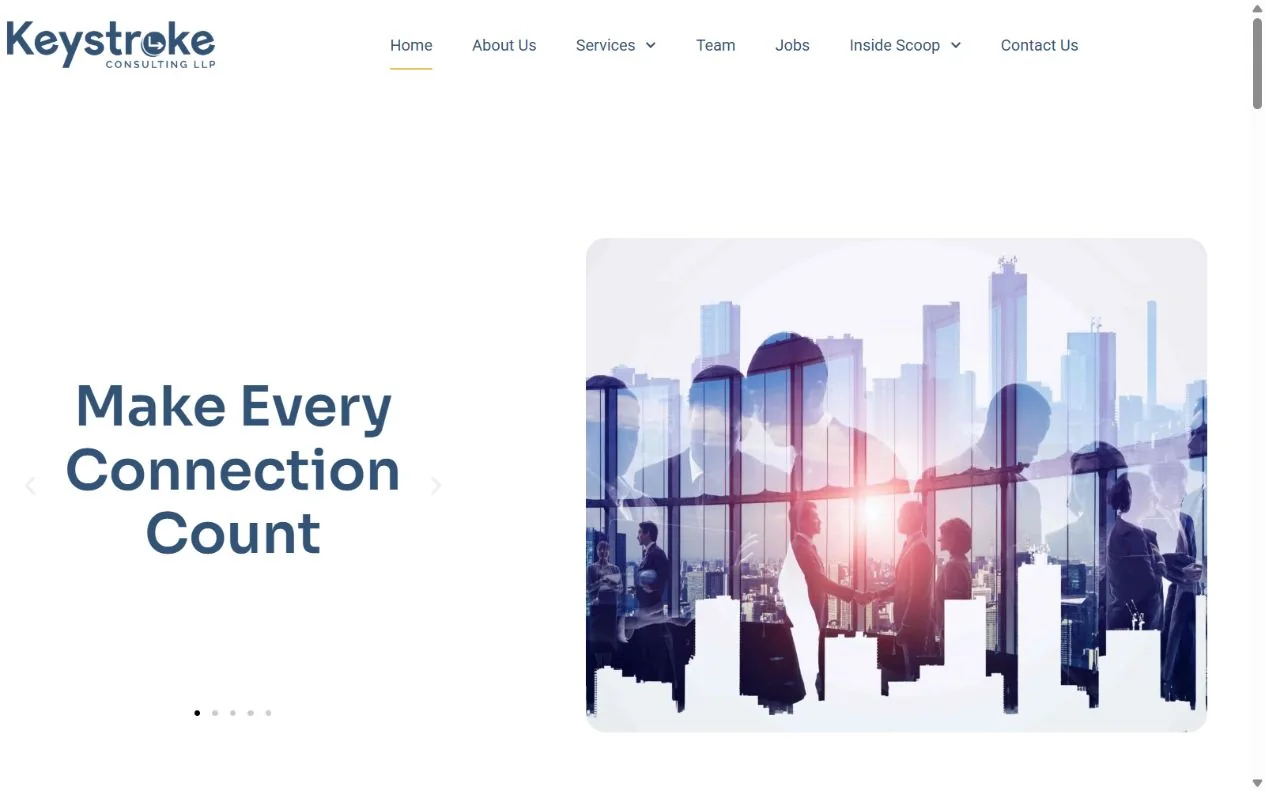 Keystroke
CONSULTING LLP
Home
About Us
Services
Team
Jobs
Inside Scoop
Contact Us
Make Every
Connection
Count